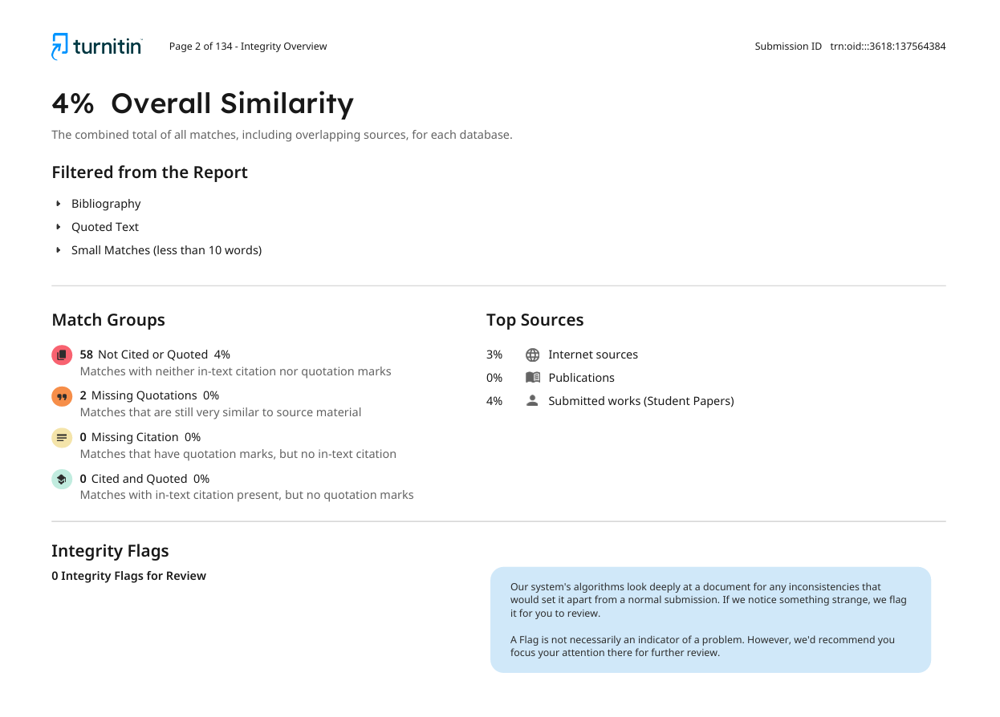 turnitin
Page 2 of 134 - Integrity Overview
Submission ID trn:oid:::3618:137564384
4% Overall Similarity
The combined total of all matches, including overlapping sources, for each database.
Filtered from the Report
Bibliography
Quoted Text
Small Matches (less than 10 words)
Match Groups
58 Not Cited or Quoted 4%
Matches with neither in-text citation nor quotation marks
2 Missing Quotations 0%
Matches that are still very similar to source material
0 Missing Citation 0%
Matches that have quotation marks, but no in-text citation
0 Cited and Quoted 0%
Matches with in-text citation present, but no quotation marks
Top Sources
3% Internet sources
0% Publications
4% Submitted works (Student Papers)
Integrity Flags
0 Integrity Flags for Review
Our system's algorithms look deeply at a document for any inconsistencies that
would set it apart from a normal submission. If we notice something strange, we flag
it for you to review.
A Flag is not necessarily an indicator of a problem. However, we'd recommend you
focus your attention there for further review.